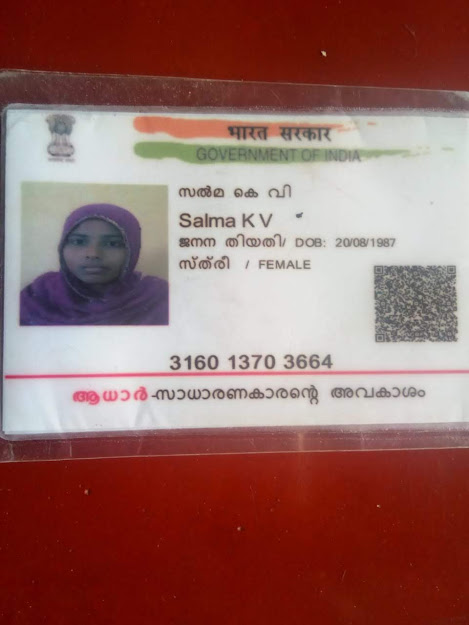 भारत सरकार
GOVERNMENT OF INDIA
സൽമ കെ വി
Salma K V
ജനന തിയതി/ DOB: 20/08/1987
സ്ത്രീ / FEMALE
3160 1370 3664
ആധാർ-സാധാരണകാരന്റെ അവകാശം